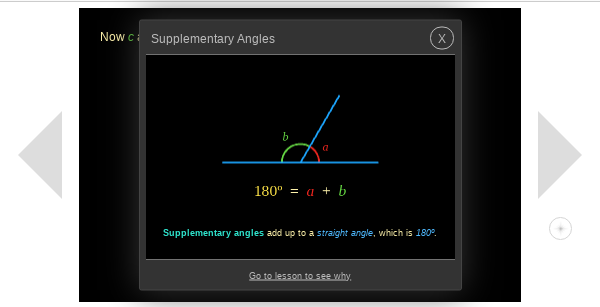 Now c
Supplementary Angles X
b
a
180º = a + b
Supplementary angles add up to a straight angle, which is 180º.
Go to lesson to see why